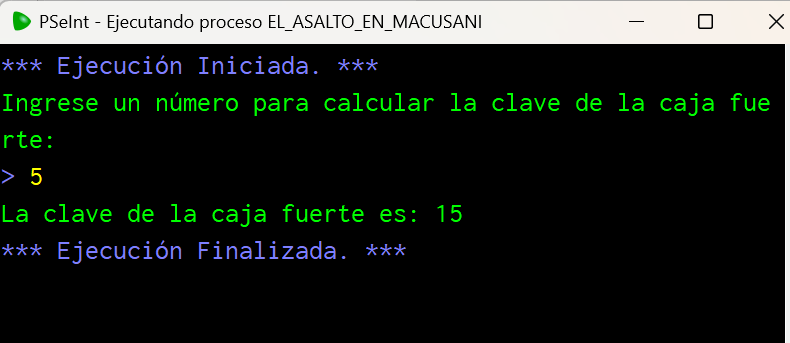 PSeInt - Ejecutando proceso EL_ASALTO_EN_MACUSANI
*** Ejecución Iniciada. ***
Ingrese un número para calcular la clave de la caja fue
rte:
> 5
La clave de la caja fuerte es: 15
*** Ejecución Finalizada. ***